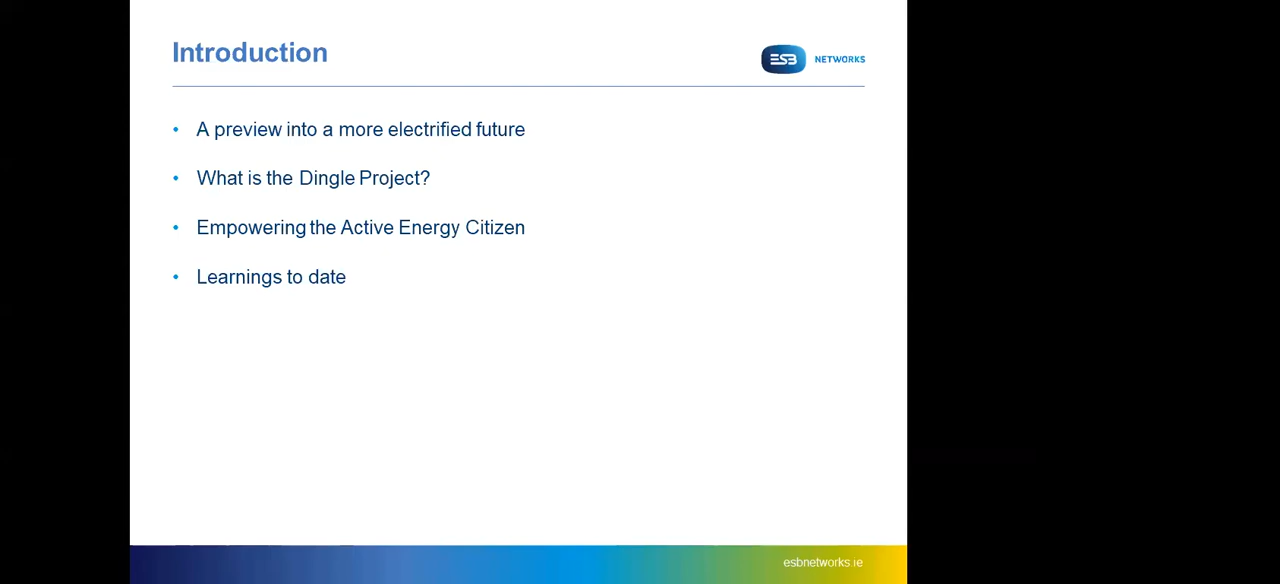 Introduction
ESB NETWORKS
• A preview into a more electrified future
• What is the Dingle Project?
• Empowering the Active Energy Citizen
• Learnings to date
esbnetworks.ie